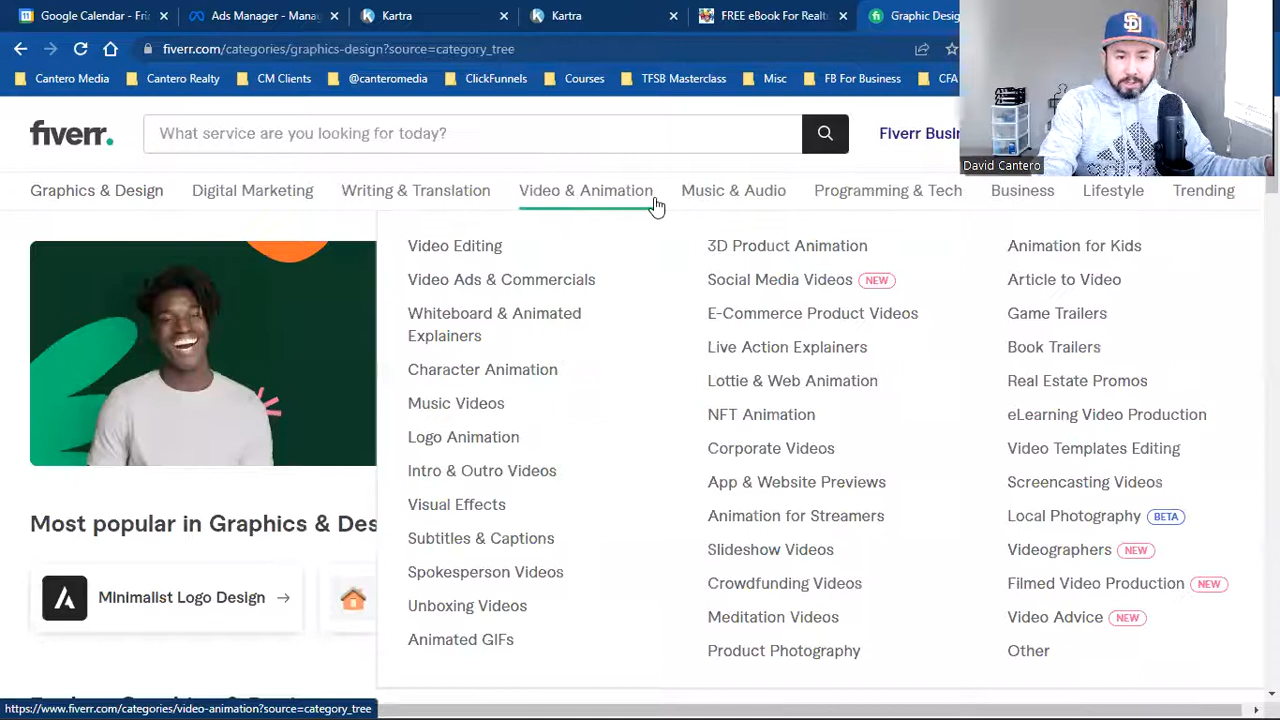 Google Calendar - Frid
Ads Manager - Manag
Kartra
Kartra
FREE eBook For Realto
Graphic Desi
fiverr.com/categories/graphics-design?source=category_tree
Cantero Media
Cantero Realty
CM Clients
@canteromedia
ClickFunnels
Courses
TFSB Masterclass
Misc
FB For Business
CFA
fiverr.
What service are you looking for today?
Fiverr Busi
David Cantero
Graphics & Design
Digital Marketing
Writing & Translation
Video & Animation
Music & Audio
Programming & Tech
Business
Lifestyle
Trending
Video Editing
Video Ads & Commercials
Whiteboard & Animated
Explainers
Character Animation
Music Videos
Logo Animation
Intro & Outro Videos
Visual Effects
Subtitles & Captions
Spokesperson Videos
Unboxing Videos
Animated GIFs
3D Product Animation
Social Media Videos NEW
E-Commerce Product Videos
Live Action Explainers
Lottie & Web Animation
NFT Animation
Corporate Videos
App & Website Previews
Animation for Streamers
Slideshow Videos
Crowdfunding Videos
Meditation Videos
Product Photography
Animation for Kids
Article to Video
Game Trailers
Book Trailers
Real Estate Promos
eLearning Video Production
Video Templates Editing
Screencasting Videos
Local Photography BETA
Videographers NEW
Filmed Video Production NEW
Video Advice NEW
Other
Most popular in Graphics & Des
Minimalist Logo Design
https://www.fiverr.com/categories/video-animation?source=category_tree